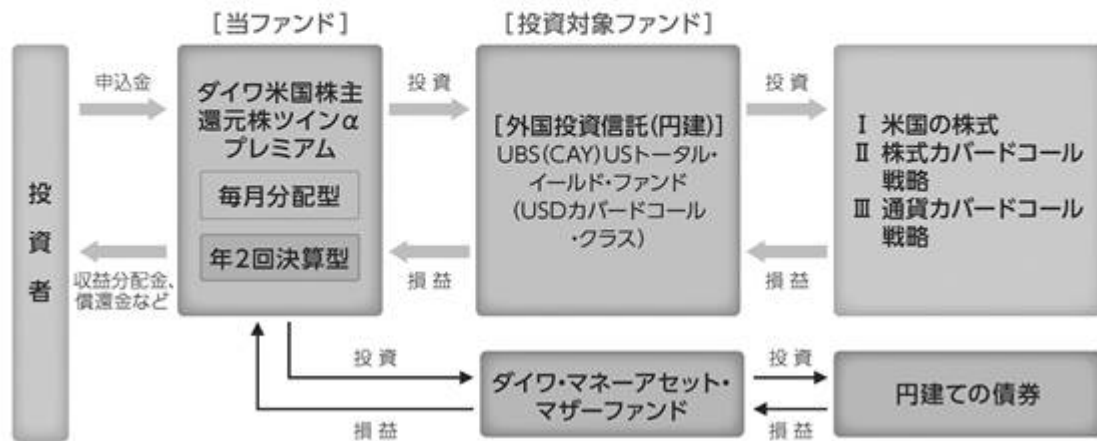 [当ファンド]
[投資対象ファンド]
投資者
申込金
収益分配金、
償還金など
ダイワ米国株主
還元株ツインα
プレミアム
毎月分配型
年2回決算型
投資
損益
[外国投資信託(円建)]
UBS(CAY)USトータル・
イールド・ファンド
(USDカバードコール
・クラス)
投資
損益
Ⅰ 米国の株式
Ⅱ 株式カバードコール
戦略
Ⅲ 通貨カバードコール
戦略
投資
損益
ダイワ・マネーアセット・
マザーファンド
投資
損益
円建ての債券